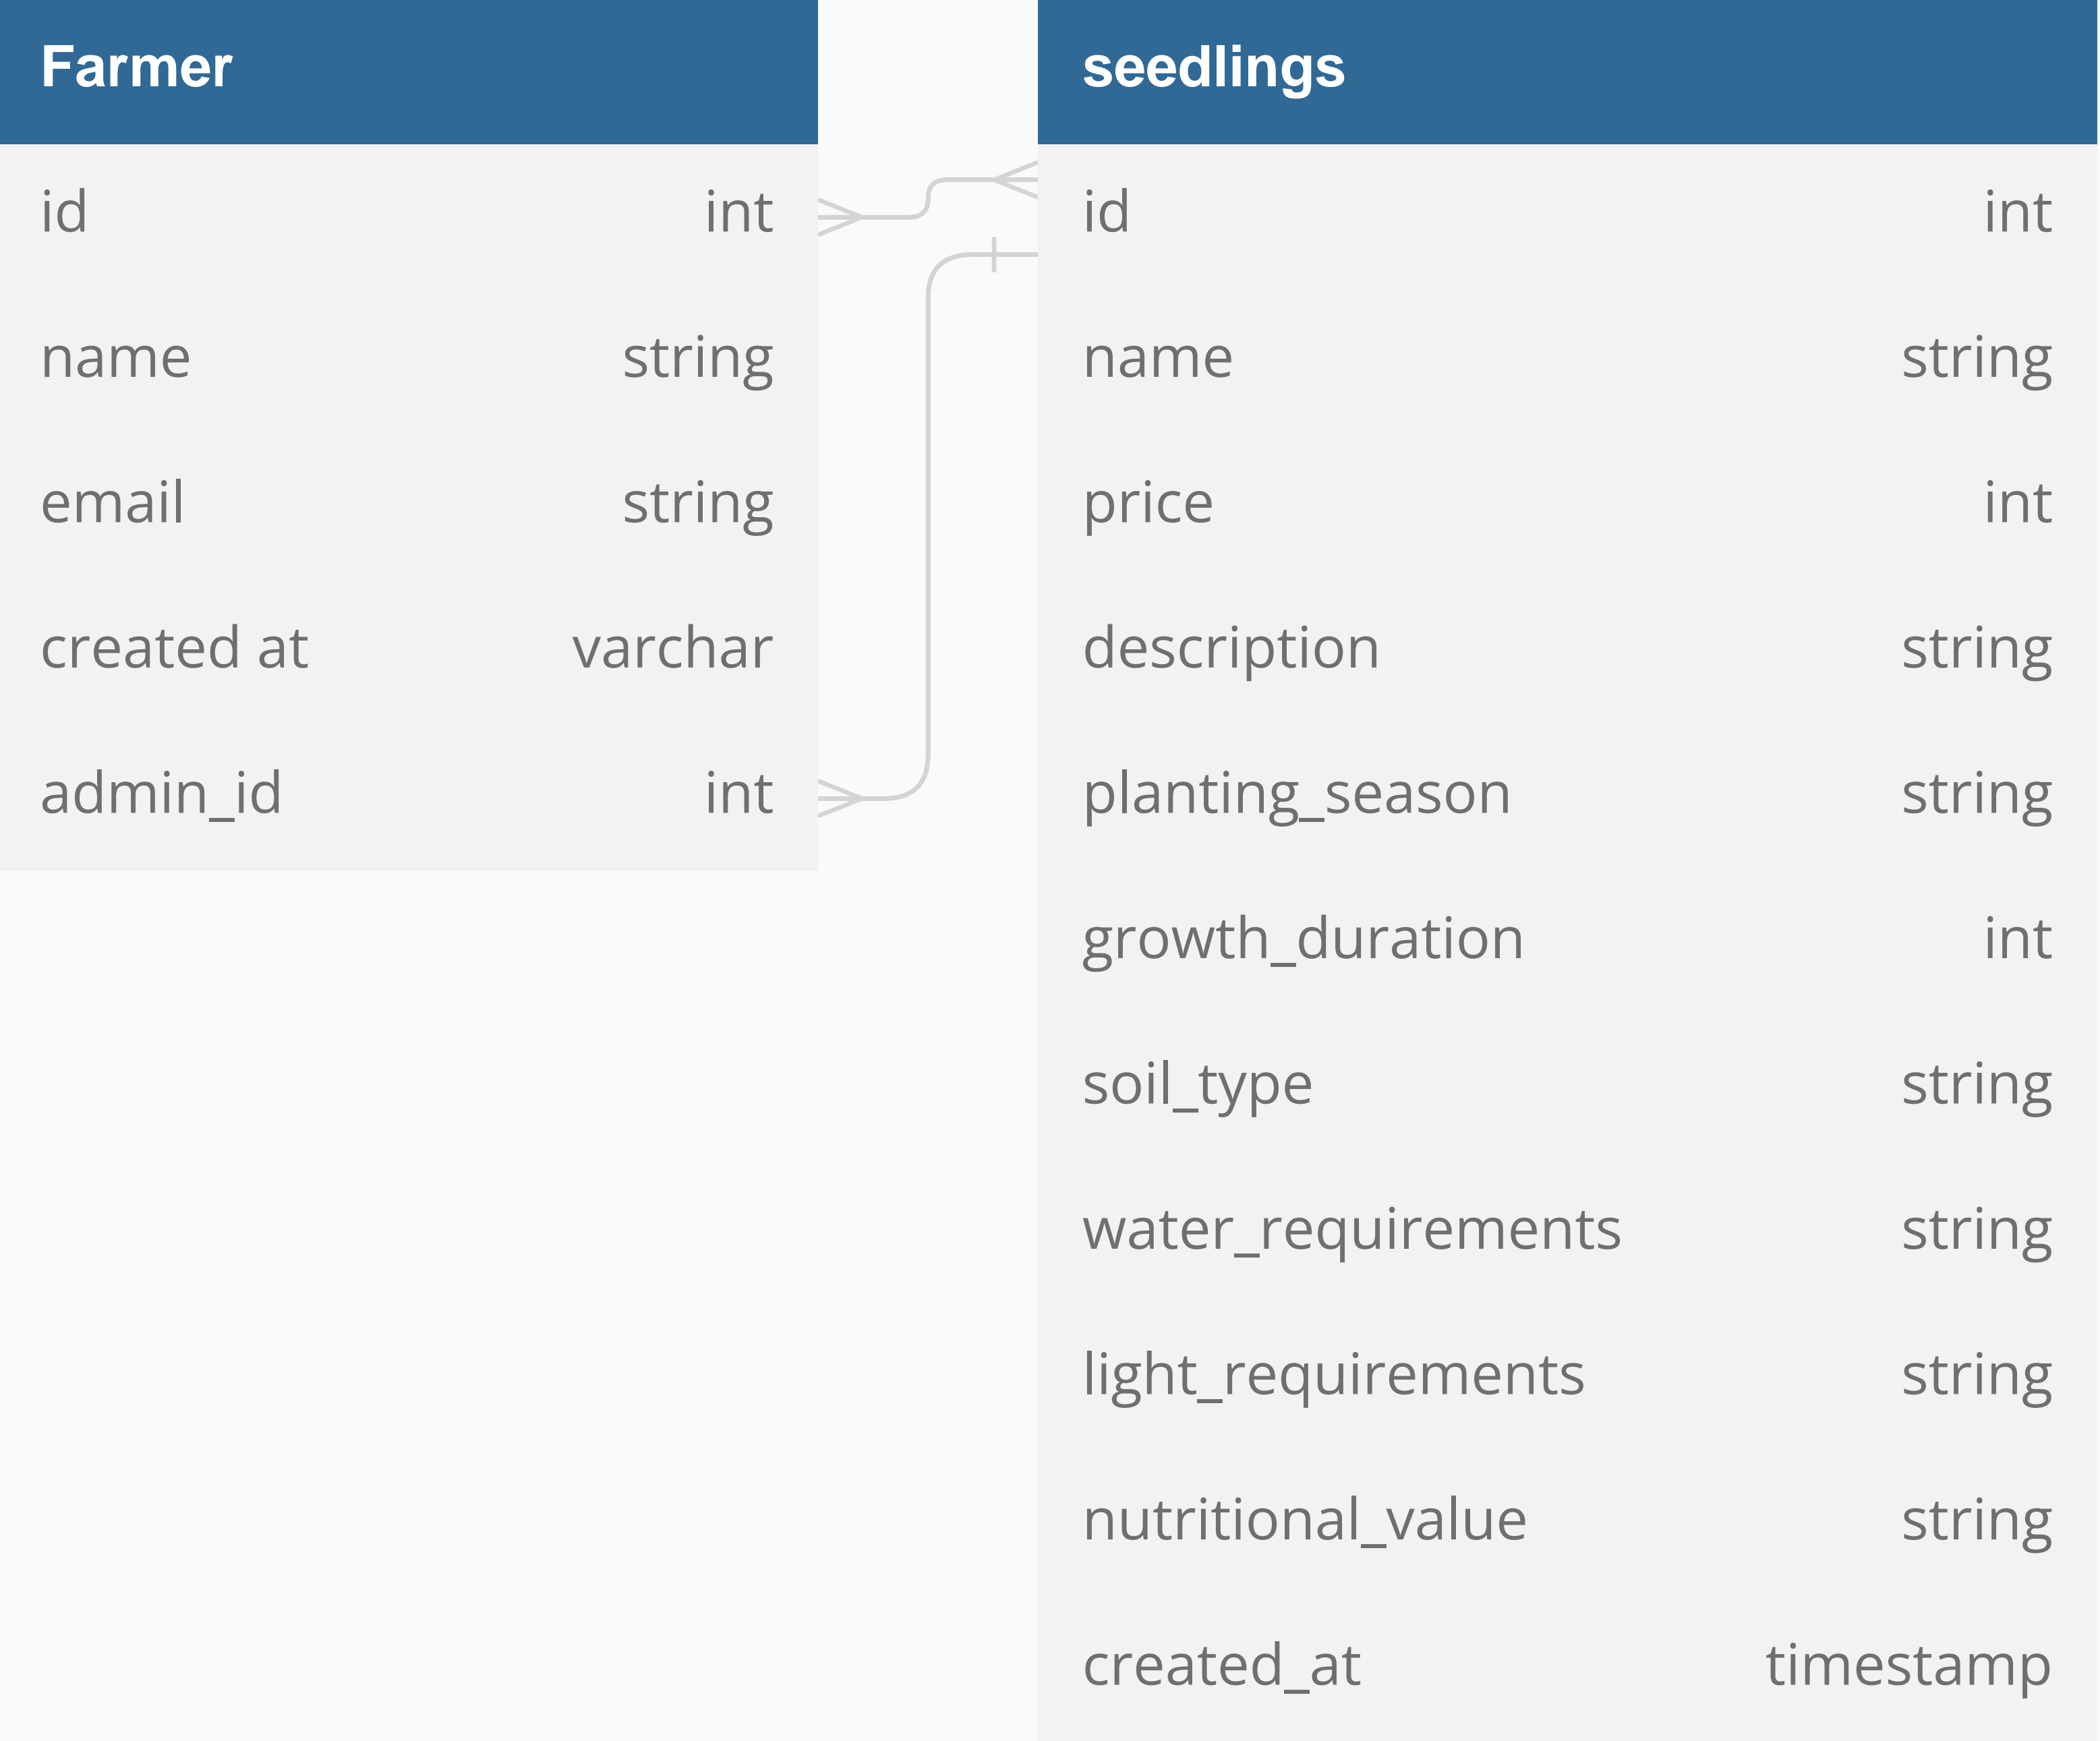 Farmer
id int
name string
email string
created at varchar
admin_id int
seedlings
id int
name string
price int
description string
planting_season string
growth_duration int
soil_type string
water_requirements string
light_requirements string
nutritional_value string
created_at timestamp